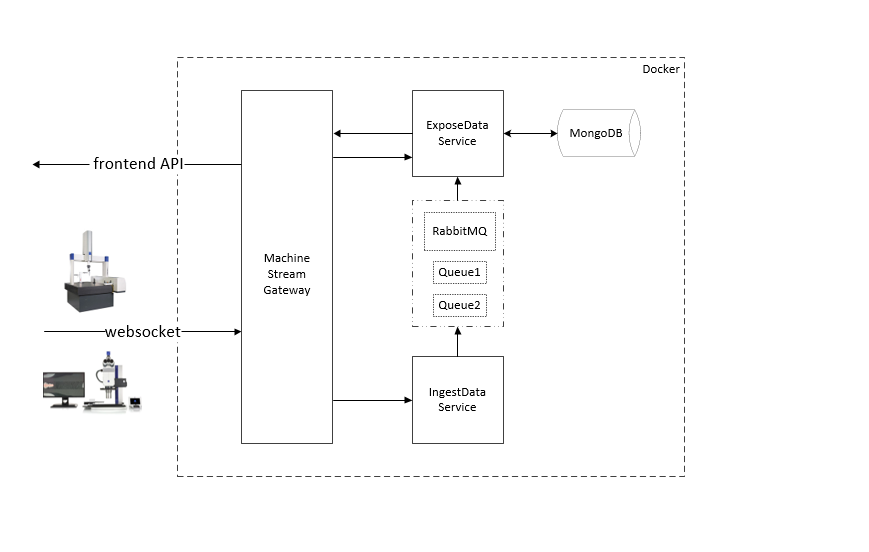 Docker
ExposeData
Service
MongoDB
frontend API
RabbitMQ
Machine
Stream
Gateway
Queue1
Queue2
websocket
IngestData
Service